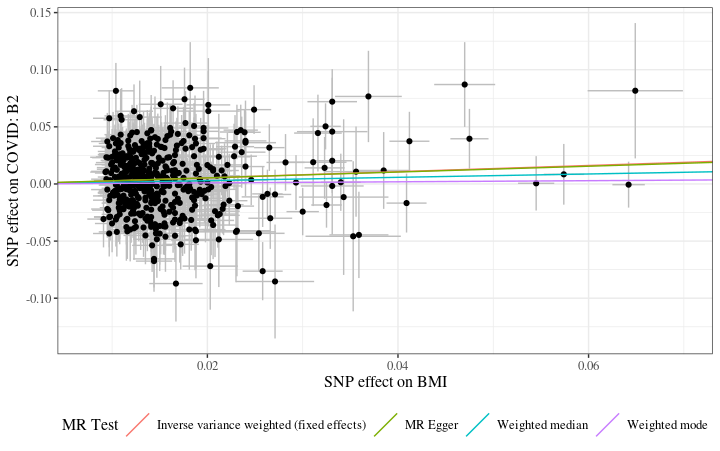 0.15
0.10
0.05
0.00
-0.05
-0.10
SNP effect on COVID: B2
0.02 0.04 0.06
SNP effect on BMI
MR Test Inverse variance weighted (fixed effects) MR Egger Weighted median Weighted mode